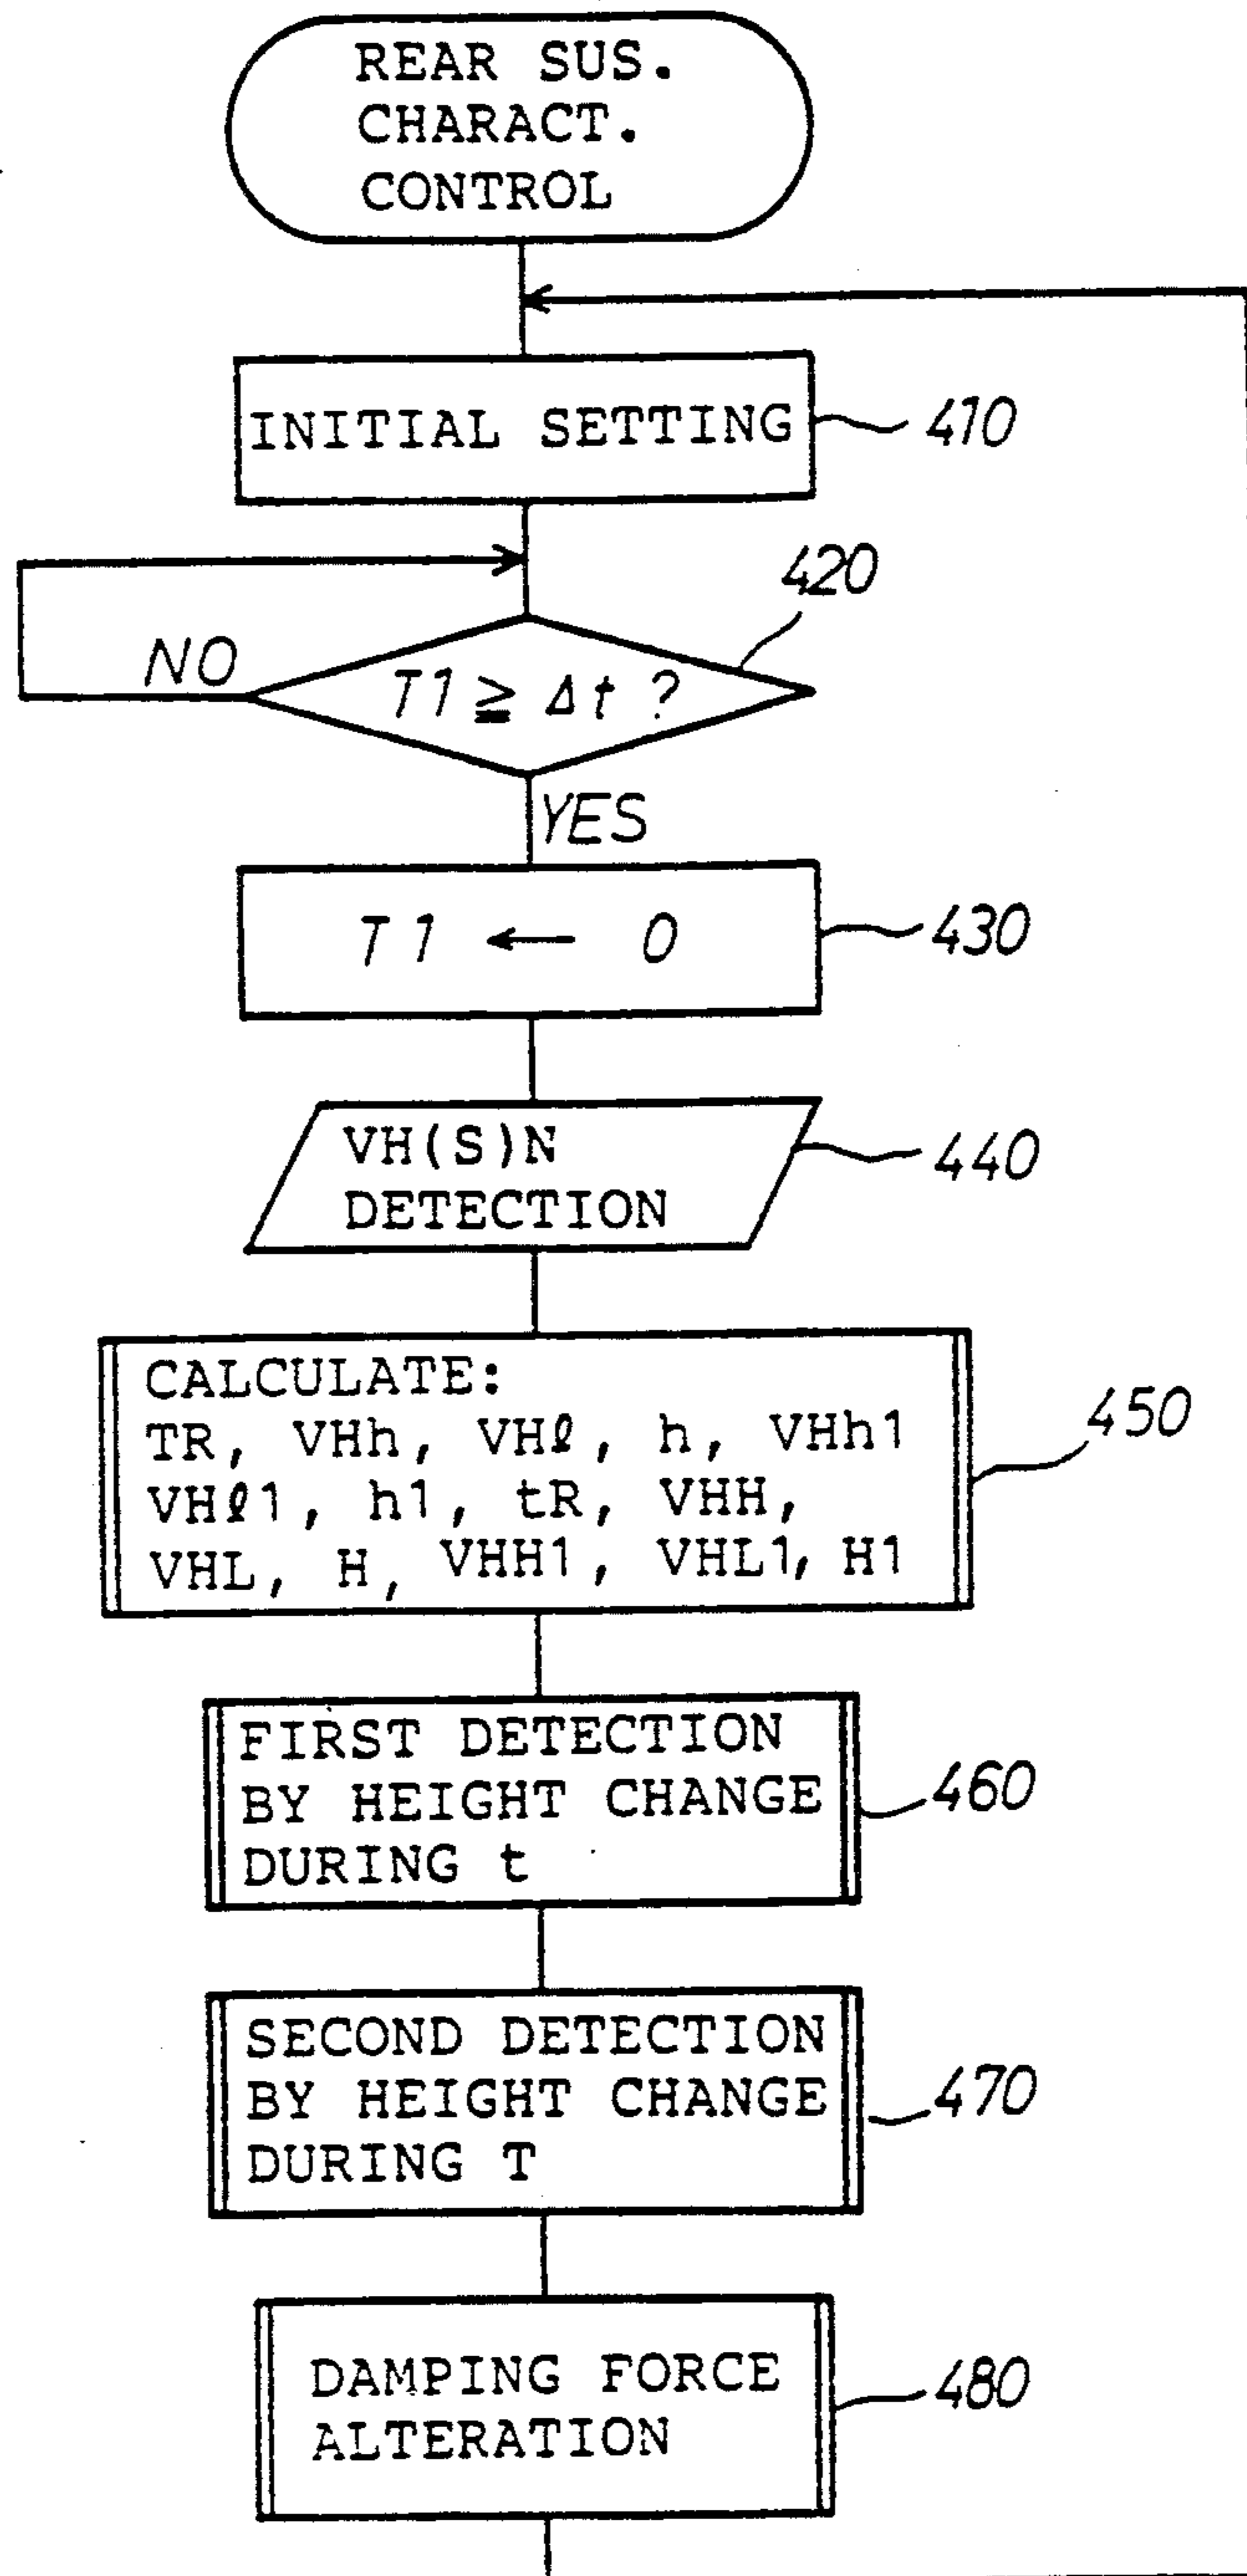 REAR SUS.
CHARACT.
CONTROL
INITIAL SETTING
410
420
NO
T1 ≧ Δt ?
YES
T1 ← 0
430
VH(S)N
DETECTION
440
CALCULATE:
TR, VHh, VHℓ, h, VHh1
VHℓ1, h1, tR, VHH,
VHL, H, VHH1, VHL1, H1
450
FIRST DETECTION
BY HEIGHT CHANGE
DURING t
460
SECOND DETECTION
BY HEIGHT CHANGE
DURING T
470
DAMPING FORCE
ALTERATION
480